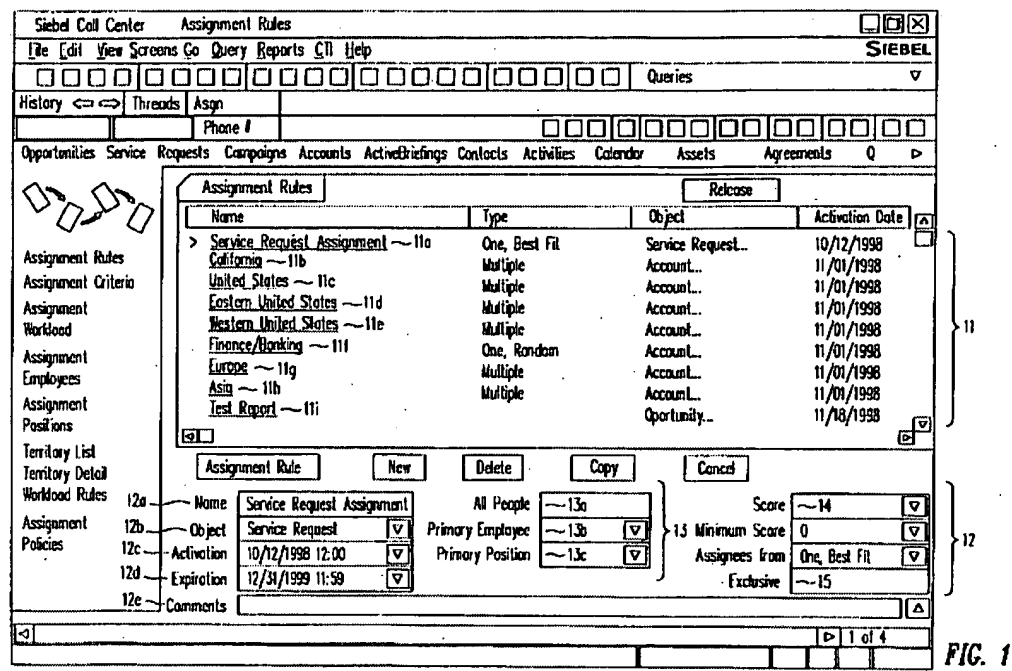 Siebel Call Center Assignment Rules
File Edit View Screens Go Query Reports CTI Help SIEBEL
Queries
History Threads Asgn
Phone #
Opportunities Service Requests Campaigns Accounts ActiveBriefings Contacts Activities Calendar Assets Agreements Q
Assignment Rules Release
Name Type Object Activation Date
> Service Request Assignment 11a One, Best Fit Service Request... 10/12/1998
California 11b Multiple Account... 11/01/1998
United States 11c Multiple Account... 11/01/1998
Eastern United States 11d Multiple Account... 11/01/1998
Western United States 11e Multiple Account... 11/01/1998
Finance/Banking 11f One, Random Account... 11/01/1998
Europe 11g Multiple Account... 11/01/1998
Asia 11h Multiple Account... 11/01/1998
Test Report 11i Oportunity... 11/18/1998
11
Assignment Rules
Assignment Criteria
Assignment
Workload
Assignment
Employees
Assignment
Positions
Territory List
Territory Detail
Workload Rules
Assignment
Policies
Assignment Rule New Delete Copy Cancel
12a Name Service Request Assignment All People 13a Score 14
12b Object Service Request Primary Employee 13b 13 Minimum Score 0
12c Activation 10/12/1998 12:00 Primary Position 13c Assignees from One, Best Fit
12d Expiration 12/31/1999 11:59 Exclusive 15
12e Comments
12
1 of 4
FIG. 1